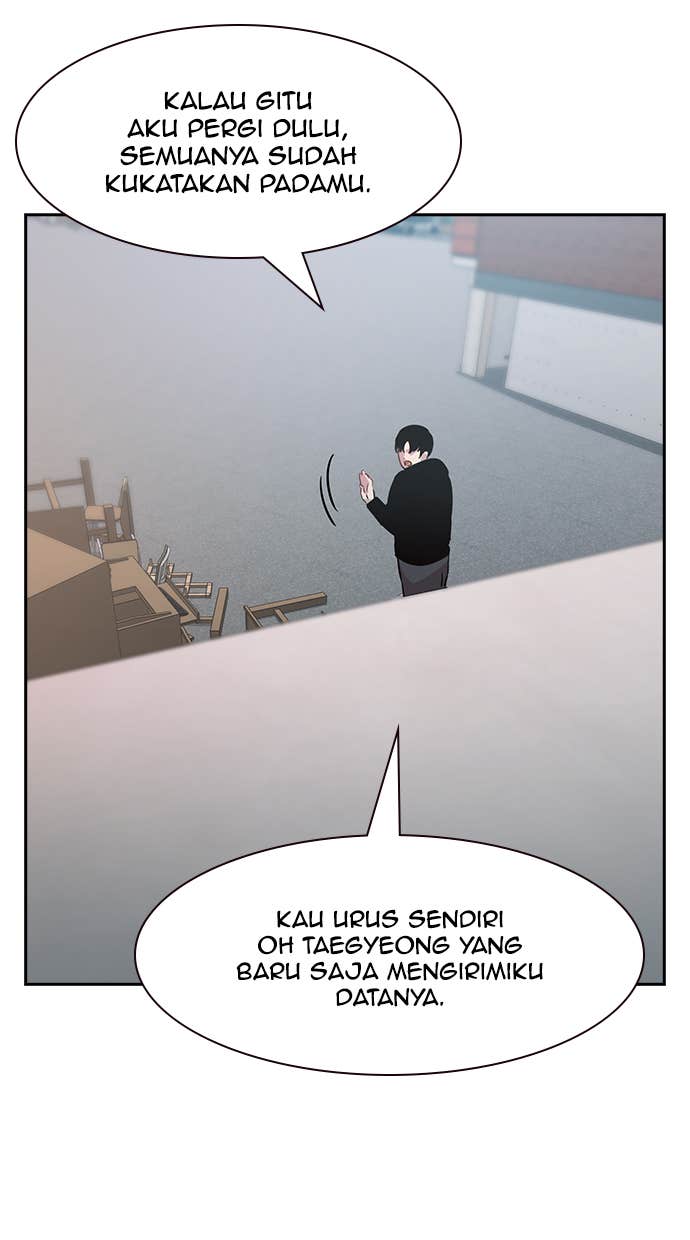 KALAU GITU
AKU PERGI DULU,
SEMUANYA SUDAH
KUKATAKAN PADAMU.
KAU URUS SENDIRI
OH TAEGYEONG YANG
BARU SAJA MENGIRIMIKU
DATANYA.